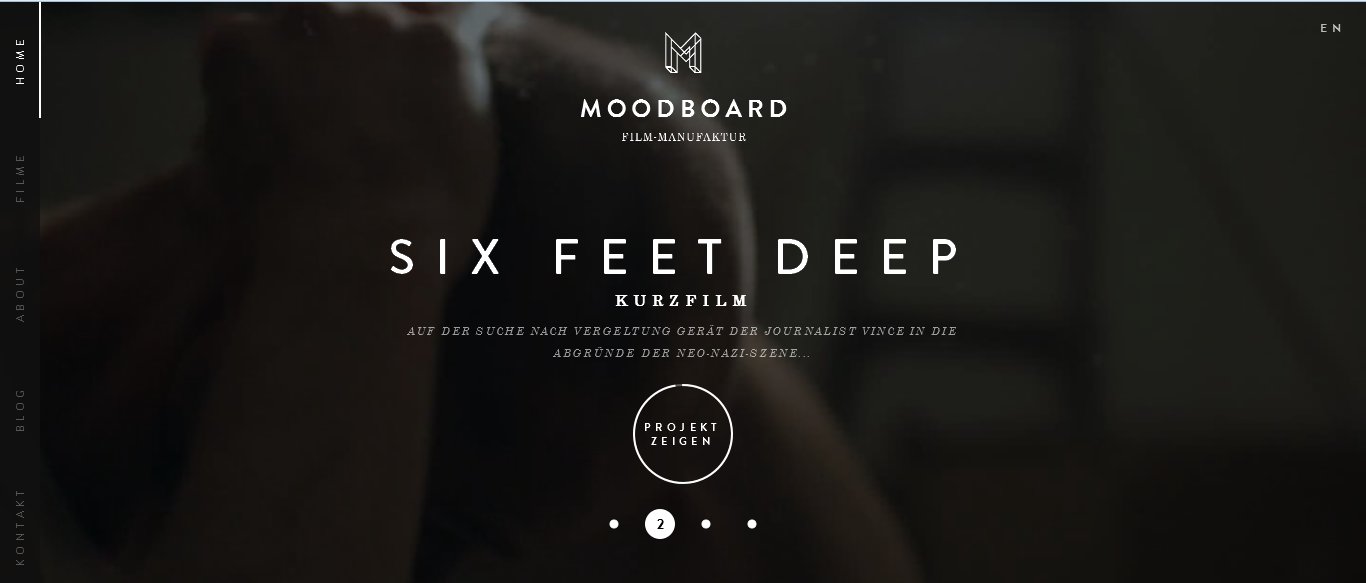 EN
MOODBOARD
FILM-MANUFAKTUR
HOME
FILME
ABOUT
BLOG
KONTAKT
SIX FEET DEEP
KURZFILM
AUF DER SUCHE NACH VERGELTUNG GERÄT DER JOURNALIST VINCE IN DIE
ABGRÜNDE DER NEO-NAZI-SZENE...
PROJEKT
ZEIGEN
2